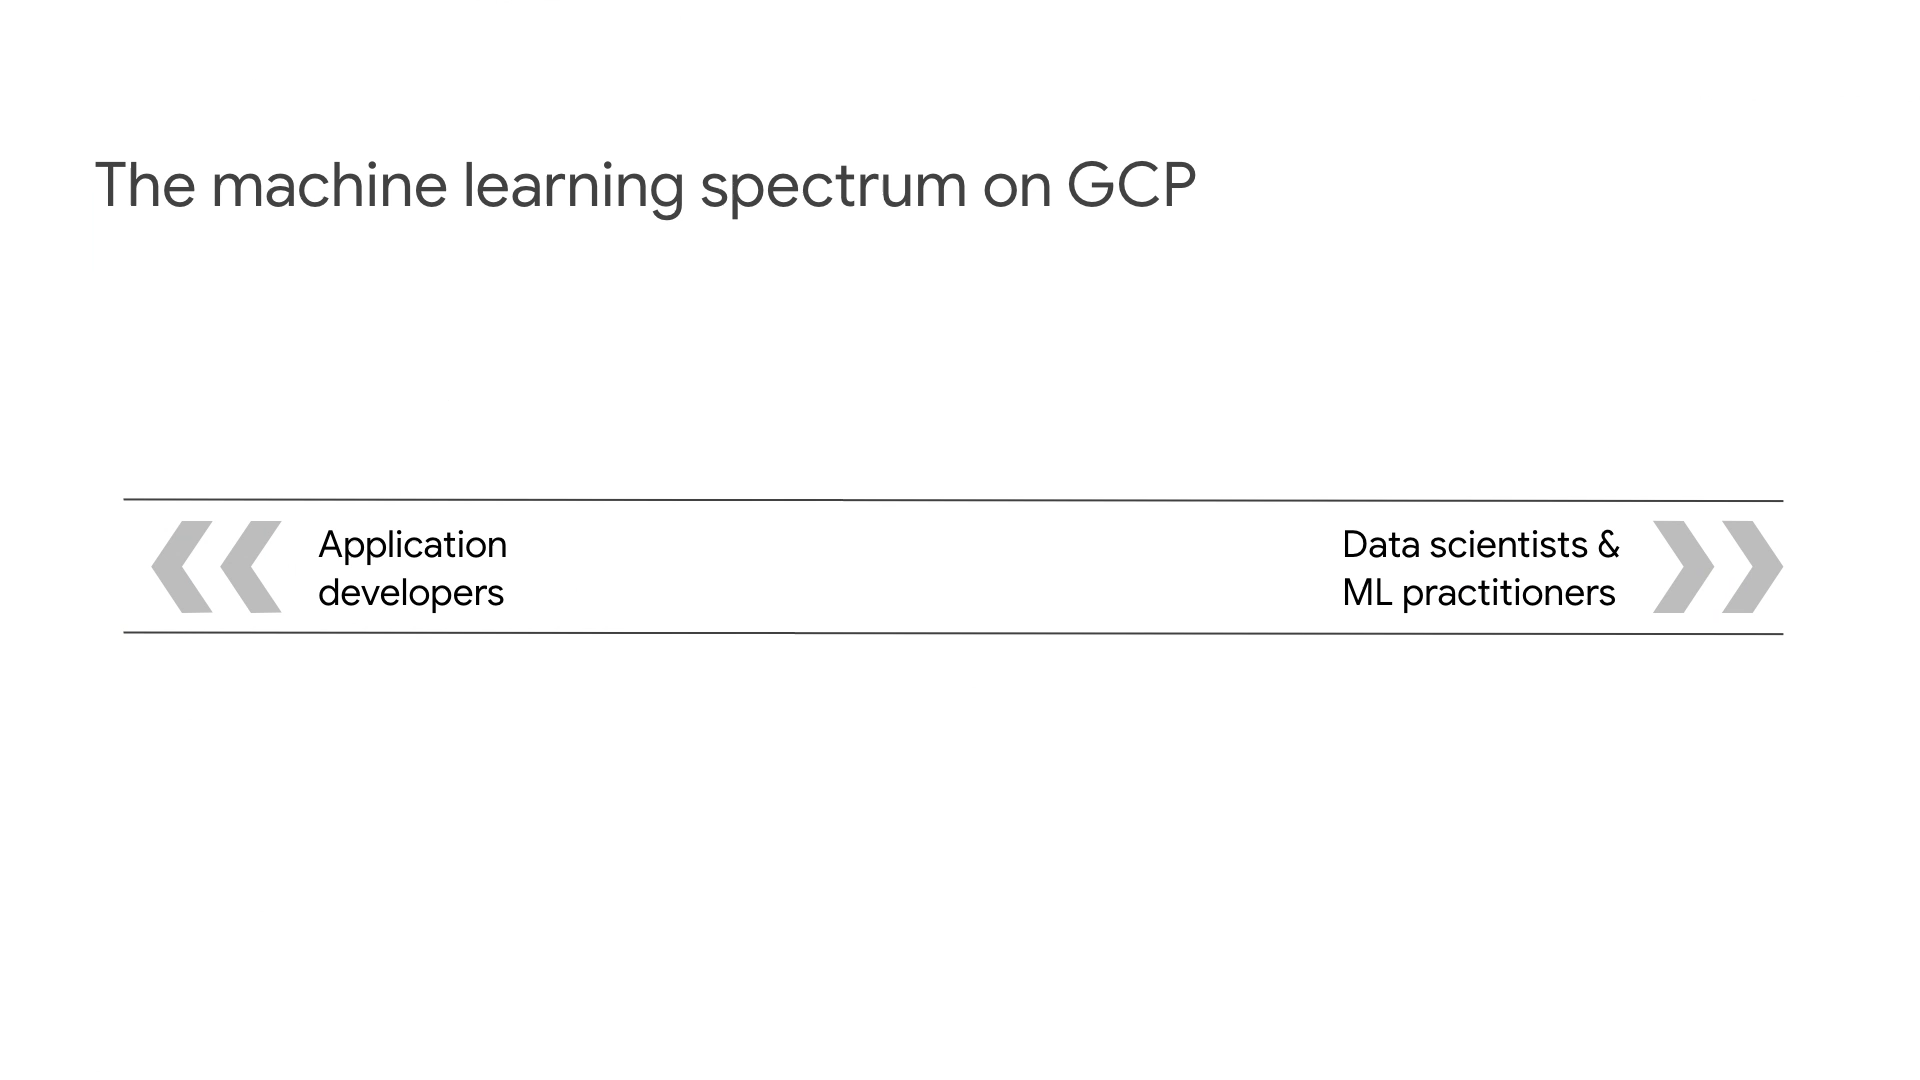 The machine learning spectrum on GCP
Application
developers
Data scientists &
ML practitioners